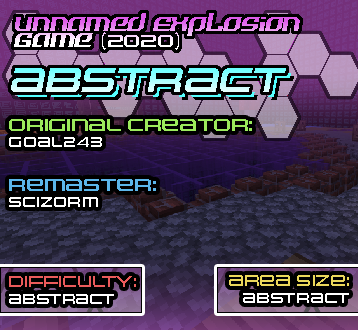 UNNAMED EXPLOSION
GAME (2020)
ABSTRACT
ORIGINAL CREATOR:
GOAL243
REMASTER:
SCIZORM
DIFFICULTY:
ABSTRACT
AREA SIZE:
ABSTRACT